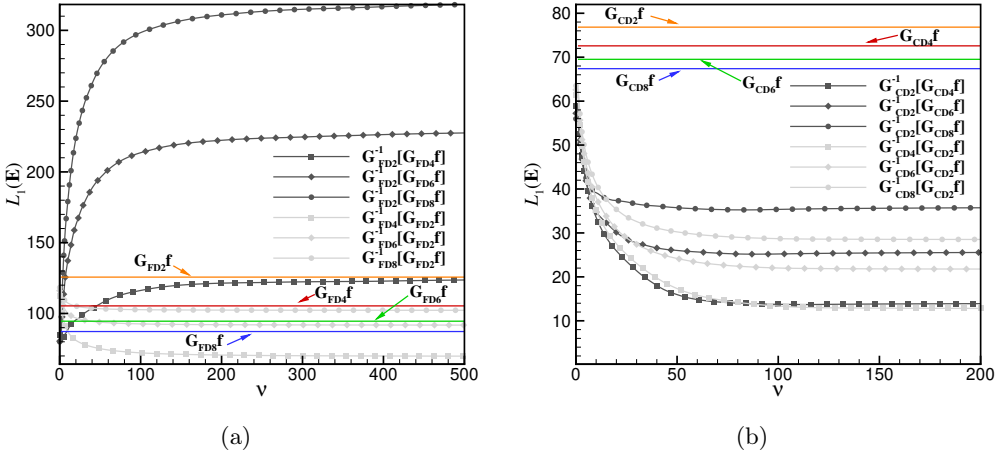 L₁(E)
300
250
200
150
100
0
100
200
300
400
500
ν
G⁻¹FD2[GFD4f]
G⁻¹FD2[GFD6f]
G⁻¹FD2[GFD8f]
G⁻¹FD4[GFD2f]
G⁻¹FD6[GFD2f]
G⁻¹FD8[GFD2f]
GFD2f
GFD4f
GFD6f
GFD8f
(a)
L₁(E)
80
70
60
50
40
30
20
10
0
50
100
150
200
ν
GCD2f
GCD4f
GCD8f
GCD6f
G⁻¹CD2[GCD4f]
G⁻¹CD2[GCD6f]
G⁻¹CD2[GCD8f]
G⁻¹CD4[GCD2f]
G⁻¹CD6[GCD2f]
G⁻¹CD8[GCD2f]
(b)